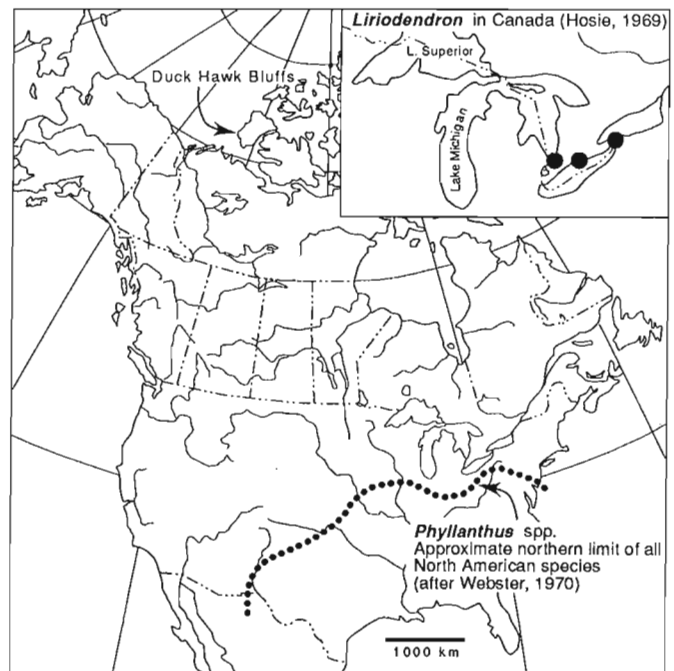 Liriodendron in Canada (Hosie, 1969)
L. Superior
Lake Michigan
Duck Hawk Bluffs
Phyllanthus spp.
Approximate northern limit of all
North American species
(after Webster, 1970)
1000 km